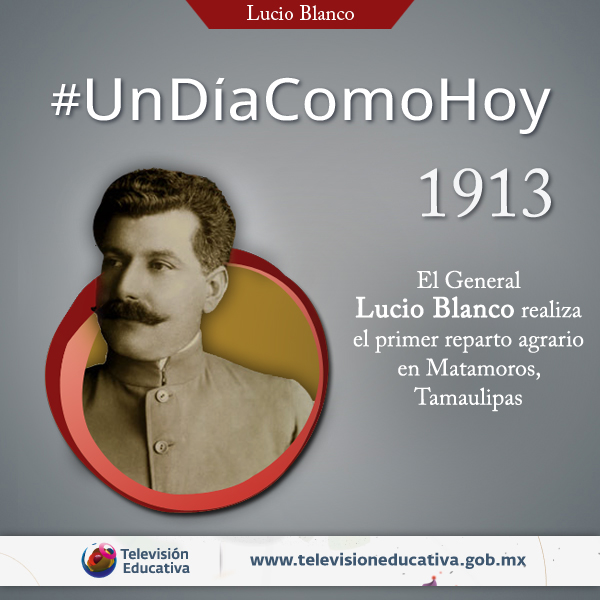 Lucio Blanco
#UnDíaComoHoy
1913
El General
Lucio Blanco realiza
el primer reparto agrario
en Matamoros,
Tamaulipas
Televisión
Educativa
www.televisioneducativa.gob.mx